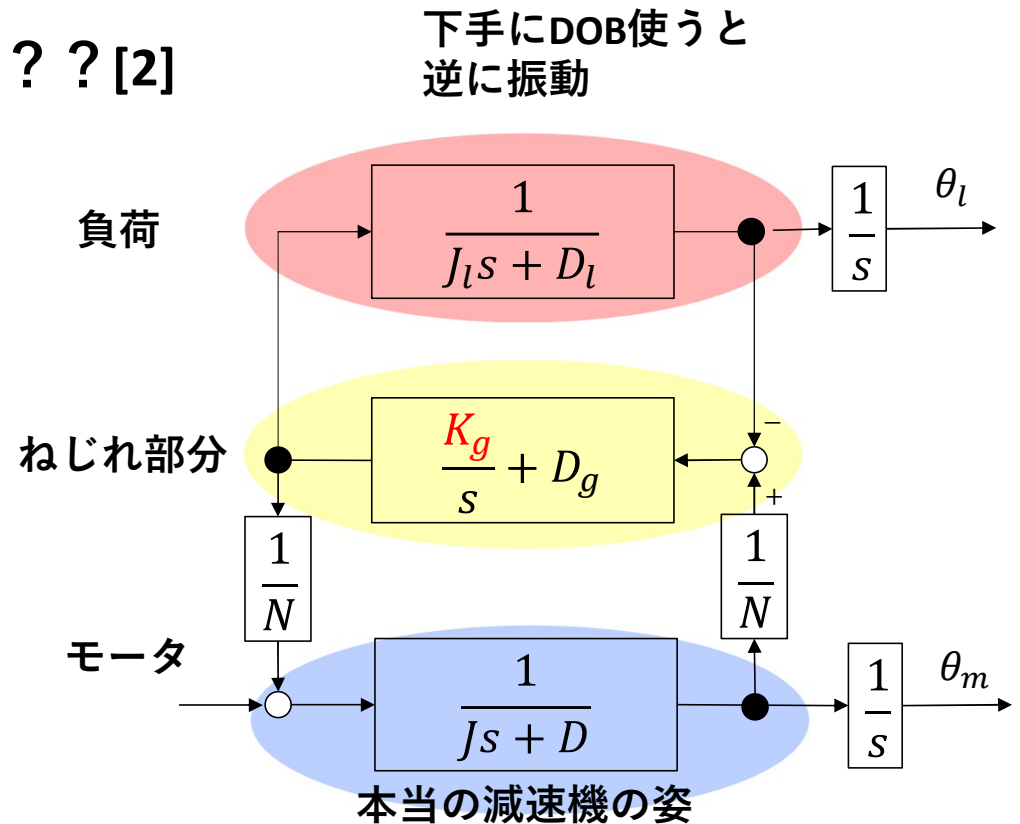 ？？[2]
下手にDOB使うと
逆に振動
負荷
1
J_l s + D_l
1
s
θ_l
ねじれ部分
K_g
s
+ D_g
−
+
1
N
1
N
モータ
1
Js + D
1
s
θ_m
本当の減速機の姿